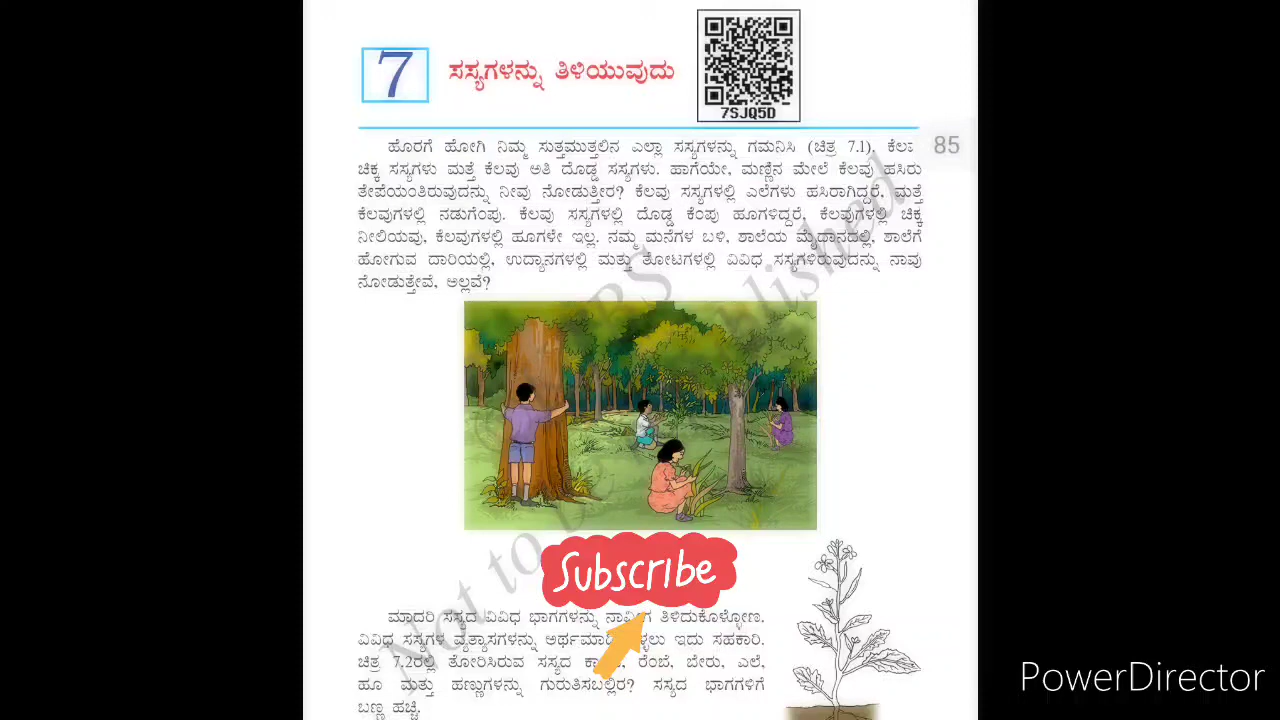 7 ಸಸ್ಯಗಳನ್ನು ತಿಳಿಯುವುದು
7SJQ5D
85
ಹೊರಗೆ ಹೋಗಿ ನಿಮ್ಮ ಸುತ್ತಮುತ್ತಲಿನ ಎಲ್ಲಾ ಸಸ್ಯಗಳನ್ನು ಗಮನಿಸಿ (ಚಿತ್ರ 7.1).
ಚಿಕ್ಕ ಸಸ್ಯಗಳು ಮತ್ತೆ ಕೆಲವು ಅತಿ ದೊಡ್ಡ ಸಸ್ಯಗಳು. ಹಾಗೆಯೇ, ಮಣ್ಣಿನ ಮೇಲೆ ಕೆಲವು ಹಸಿರು
ತೇಪೆಯಂತಿರುವುದನ್ನು ನೀವು ನೋಡುತ್ತೀರ? ಕೆಲವು ಸಸ್ಯಗಳಲ್ಲಿ ಎಲೆಗಳು ಹಸಿರಾಗಿದ್ದರೆ, ಮತ್ತೆ
ಕೆಲವುಗಳಲ್ಲಿ ನಡುಗೆಂಪು. ಕೆಲವು ಸಸ್ಯಗಳಲ್ಲಿ ದೊಡ್ಡ ಕೆಂಪು ಹೂಗಳಿದ್ದರೆ, ಕೆಲವುಗಳಲ್ಲಿ ಚಿಕ್ಕ
ನೀಲಿಯವು, ಕೆಲವುಗಳಲ್ಲಿ ಹೂಗಳೇ ಇಲ್ಲ. ನಮ್ಮ ಮನೆಗಳ ಬಳಿ, ಶಾಲೆಯ ಮೈದಾನದಲ್ಲಿ, ಶಾಲೆಗೆ
ಹೋಗುವ ದಾರಿಯಲ್ಲಿ, ಉದ್ಯಾನಗಳಲ್ಲಿ ಮತ್ತು ತೋಟಗಳಲ್ಲಿ ವಿವಿಧ ಸಸ್ಯಗಳಿರುವುದನ್ನು ನಾವು
ನೋಡುತ್ತೇವೆ, ಅಲ್ಲವೆ?
Subscribe
ಮಾದರಿ ಸಸ್ಯದ ವಿವಿಧ ಭಾಗಗಳನ್ನು ನಾವೀಗ ತಿಳಿದುಕೊಳ್ಳೋಣ.
ವಿವಿಧ ಸಸ್ಯಗಳ ವ್ಯತ್ಯಾಸಗಳನ್ನು ಇದು ಸಹಕಾರಿ.
ಚಿತ್ರ 7.2ರಲ್ಲಿ ತೋರಿಸಿರುವ ಸಸ್ಯದ ರೆಂಬೆ, ಬೇರು, ಎಲೆ,
ಹೂ ಮತ್ತು ಹಣ್ಣುಗಳನ್ನು ಗುರುತಿಸಬಲ್ಲಿರ? ಸಸ್ಯದ ಭಾಗಗಳಿಗೆ
ಬಣ್ಣ ಹಚ್ಚಿ.
PowerDirector